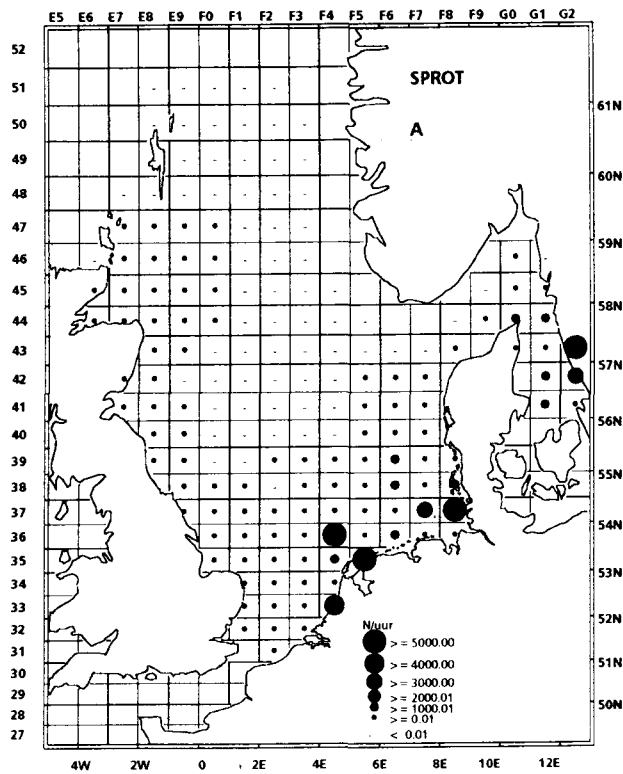 E5 E6 E7 E8 E9 F0 F1 F2 F3 F4 F5 F6 F7 F8 F9 G0 G1 G2
52
SPROT
51
61N
50
A
49
60N
48
47
59N
46
45
58N
44
43
57N
42
41
56N
40
39
55N
38
37
54N
36
35
53N
34
33
52N
N/uur
32
>= 5000.00
31
51N
>= 4000.00
30
>= 3000.00
29
>= 2000.01
50N
28
>= 1000.01
>= 0.01
27
< 0.01
4W 2W 0 2E 4E 6E 8E 10E 12E